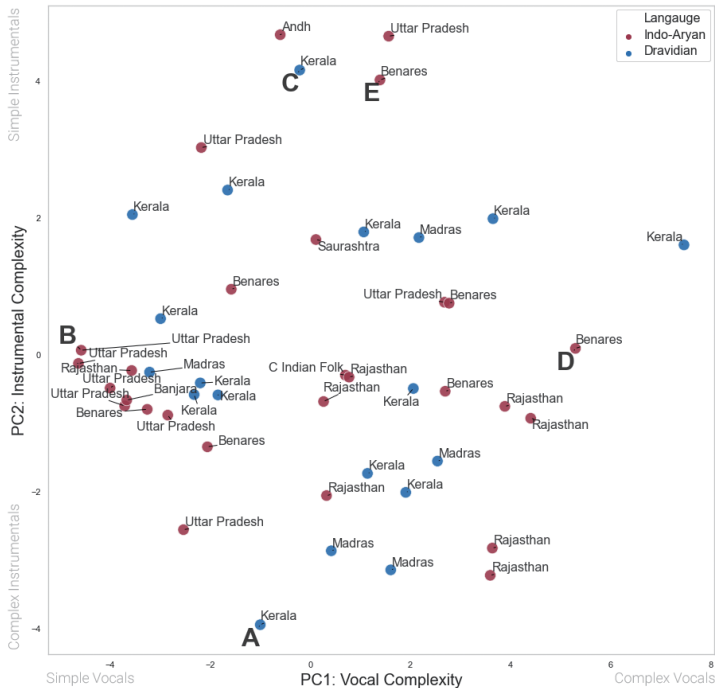 Langauge
Indo-Aryan
Dravidian
Simple Instrumentals
PC2: Instrumental Complexity
Complex Instrumentals
4
2
0
−2
−4
Andh
Uttar Pradesh
Kerala
C
Benares
E
Uttar Pradesh
Kerala
Kerala
Kerala
Kerala
Madras
Kerala
Saurashtra
Kerala
Benares
Uttar Pradesh
Benares
Kerala
B
Uttar Pradesh
Benares
D
Uttar Pradesh
Rajasthan
Madras
C Indian Folk
Rajasthan
Uttar Pradesh
Kerala
Uttar Pradesh
Banjara
Kerala
Rajasthan
Kerala
Benares
Benares
Kerala
Rajasthan
Uttar Pradesh
Rajasthan
Benares
Madras
Kerala
Rajasthan
Kerala
Uttar Pradesh
Madras
Rajasthan
Madras
Rajasthan
Kerala
A
−4
−2
0
2
4
6
8
Simple Vocals
PC1: Vocal Complexity
Complex Vocals